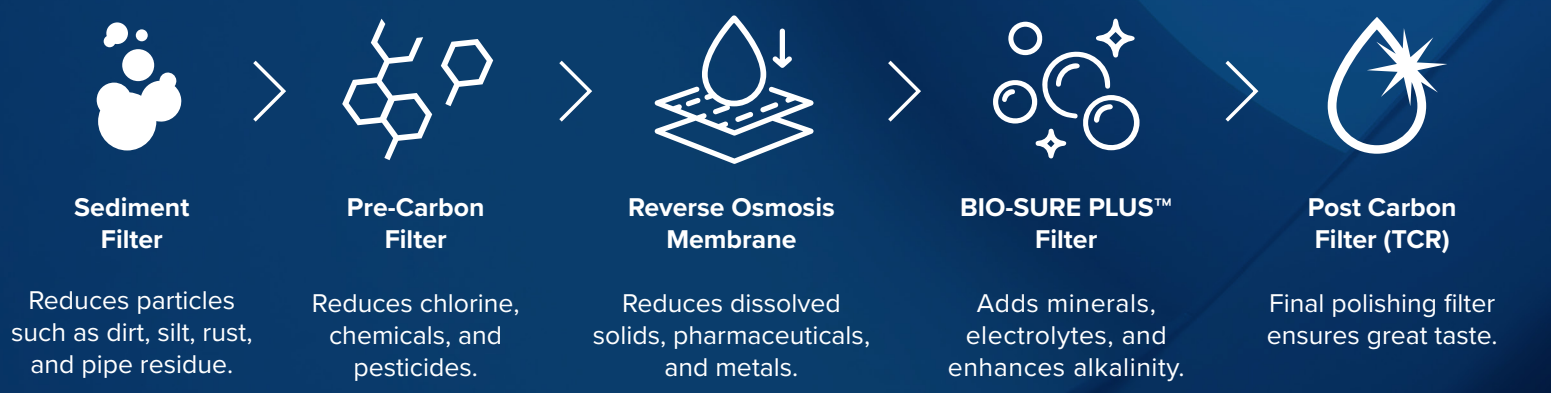 Sediment
Filter
Reduces particles
such as dirt, silt, rust,
and pipe residue.
Pre-Carbon
Filter
Reduces chlorine,
chemicals, and
pesticides.
Reverse Osmosis
Membrane
Reduces dissolved
solids, pharmaceuticals,
and metals.
BIO-SURE PLUS™
Filter
Adds minerals,
electrolytes, and
enhances alkalinity.
Post Carbon
Filter (TCR)
Final polishing filter
ensures great taste.